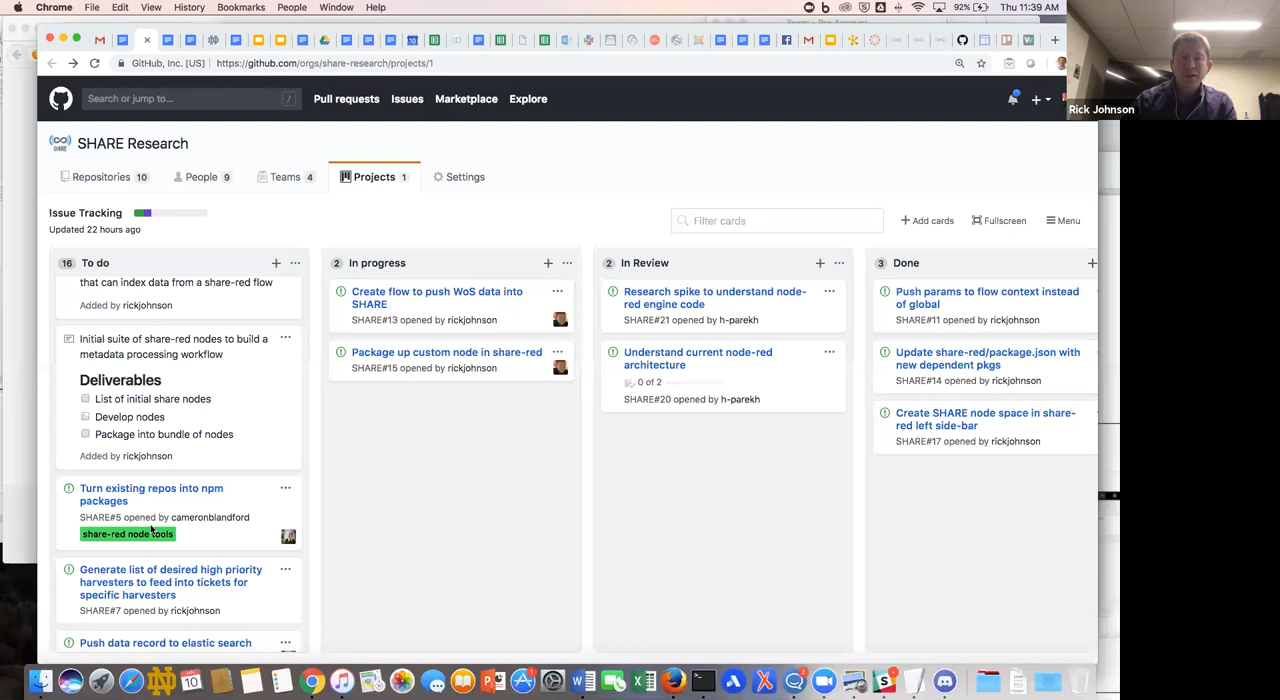 Chrome File Edit View History Bookmarks People Window Help
92% Thu 11:39 AM
GitHub, Inc. [US] https://github.com/orgs/share-research/projects/1
Rick Johnson
Search or jump to... /
Pull requests Issues Marketplace Explore
SHARE Research
Repositories 10 People 9 Teams 4 Projects 1 Settings
Issue Tracking
Updated 22 hours ago
Filter cards
Add cards Fullscreen Menu
16 To do
that can index data from a share-red flow
Added by rickjohnson
Initial suite of share-red nodes to build a
metadata processing workflow
Deliverables
List of initial share nodes
Develop nodes
Package into bundle of nodes
Added by rickjohnson
Turn existing repos into npm
packages
SHARE#5 opened by cameronblandford
share-red node tools
Generate list of desired high priority
harvesters to feed into tickets for
specific harvesters
SHARE#7 opened by rickjohnson
Push data record to elastic search
2 In progress
Create flow to push WoS data into
SHARE
SHARE#13 opened by rickjohnson
Package up custom node in share-red
SHARE#15 opened by rickjohnson
2 In Review
Research spike to understand node-
red engine code
SHARE#21 opened by h-parekh
Understand current node-red
architecture
0 of 2
SHARE#20 opened by h-parekh
3 Done
Push params to flow context instead
of global
SHARE#11 opened by rickjohnson
Update share-red/package.json with
new dependent pkgs
SHARE#14 opened by rickjohnson
Create SHARE node space in share-
red left side-bar
SHARE#17 opened by rickjohnson